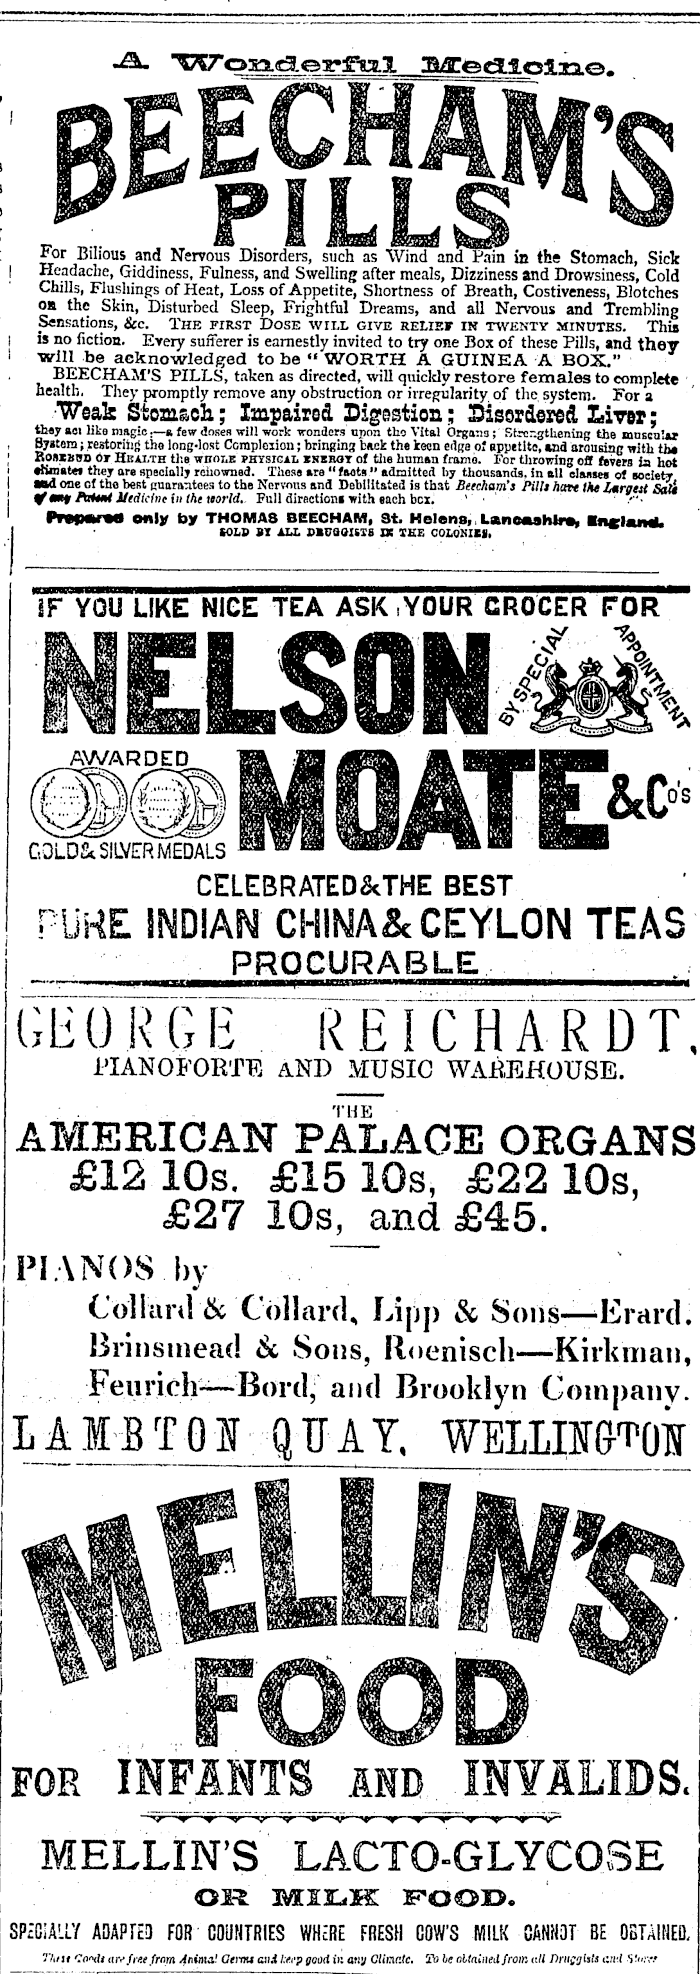 A Wonderful Medicine.
BEECHAM'S
PILLS
For Bilious and Nervous Disorders, such as Wind and Pain in the Stomach, Sick
Headache, Giddiness, Fulness, and Swelling after meals, Dizziness and Drowsiness, Cold
Chills, Flushings of Heat, Loss of Appetite, Shortness of Breath, Costiveness, Blotches
on the Skin, Disturbed Sleep, Frightful Dreams, and all Nervous and Trembling
Sensations, &c. THE FIRST DOSE WILL GIVE RELIEF IN TWENTY MINUTES. This
is no fiction. Every sufferer is earnestly invited to try one Box of these Pills, and they
will be acknowledged to be "WORTH A GUINEA A BOX."
BEECHAM'S PILLS, taken as directed, will quickly restore females to complete
health. They promptly remove any obstruction or irregularity of the system. For a
Weak Stomach; Impaired Digestion; Disordered Liver;
they act like magic:—a few doses will work wonders upon the Vital Organs; Strengthening the muscular
System; restoring the long-lost Complexion; bringing back the keen edge of appetite, and arousing with the
ROSEBUD OF HEALTH the WHOLE PHYSICAL ENERGY of the human frame. For throwing off fevers in hot
climates they are specially renowned. These are "facts" admitted by thousands, in all classes of society
and one of the best guarantees to the Nervous and Debilitated is that Beecham's Pills have the Largest Sale
of any Patent Medicine in the world. Full directions with each box.
Prepared only by THOMAS BEECHAM, St. Helens, Lancashire, England.
SOLD BY ALL DRUGGISTS IN THE COLONIES.
IF YOU LIKE NICE TEA ASK YOUR GROCER FOR
NELSON
BY SPECIAL APPOINTMENT
AWARDED
GOLD & SILVER MEDALS
MOATE & Co's
CELEBRATED & THE BEST
PURE INDIAN CHINA & CEYLON TEAS
PROCURABLE
GEORGE REICHARDT,
PIANOFORTE AND MUSIC WAREHOUSE.
THE
AMERICAN PALACE ORGANS
£12 10s. £15 10s, £22 10s,
£27 10s, and £45.
PIANOS by
Collard & Collard, Lipp & Sons—Erard.
Brinsmead & Sons, Roenisch—Kirkman,
Feurich—Bord, and Brooklyn Company.
LAMBTON QUAY, WELLINGTON
MELLIN'S
FOOD
FOR INFANTS AND INVALIDS.
MELLIN'S LACTO-GLYCOSE
OR MILK FOOD.
SPECIALLY ADAPTED FOR COUNTRIES WHERE FRESH COW'S MILK CANNOT BE OBTAINED.
These Goods are free from Animal Germs and keep good in any Climate. To be obtained from all Druggists and Stores